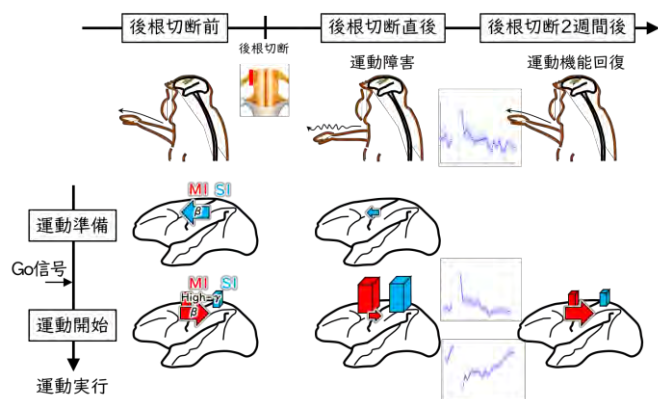 後根切断前
後根切断
後根切断直後
後根切断2週間後
運動障害
運動機能回復
MI SI
運動準備
β
Go信号
MI SI
High-γ
β
運動開始
運動実行